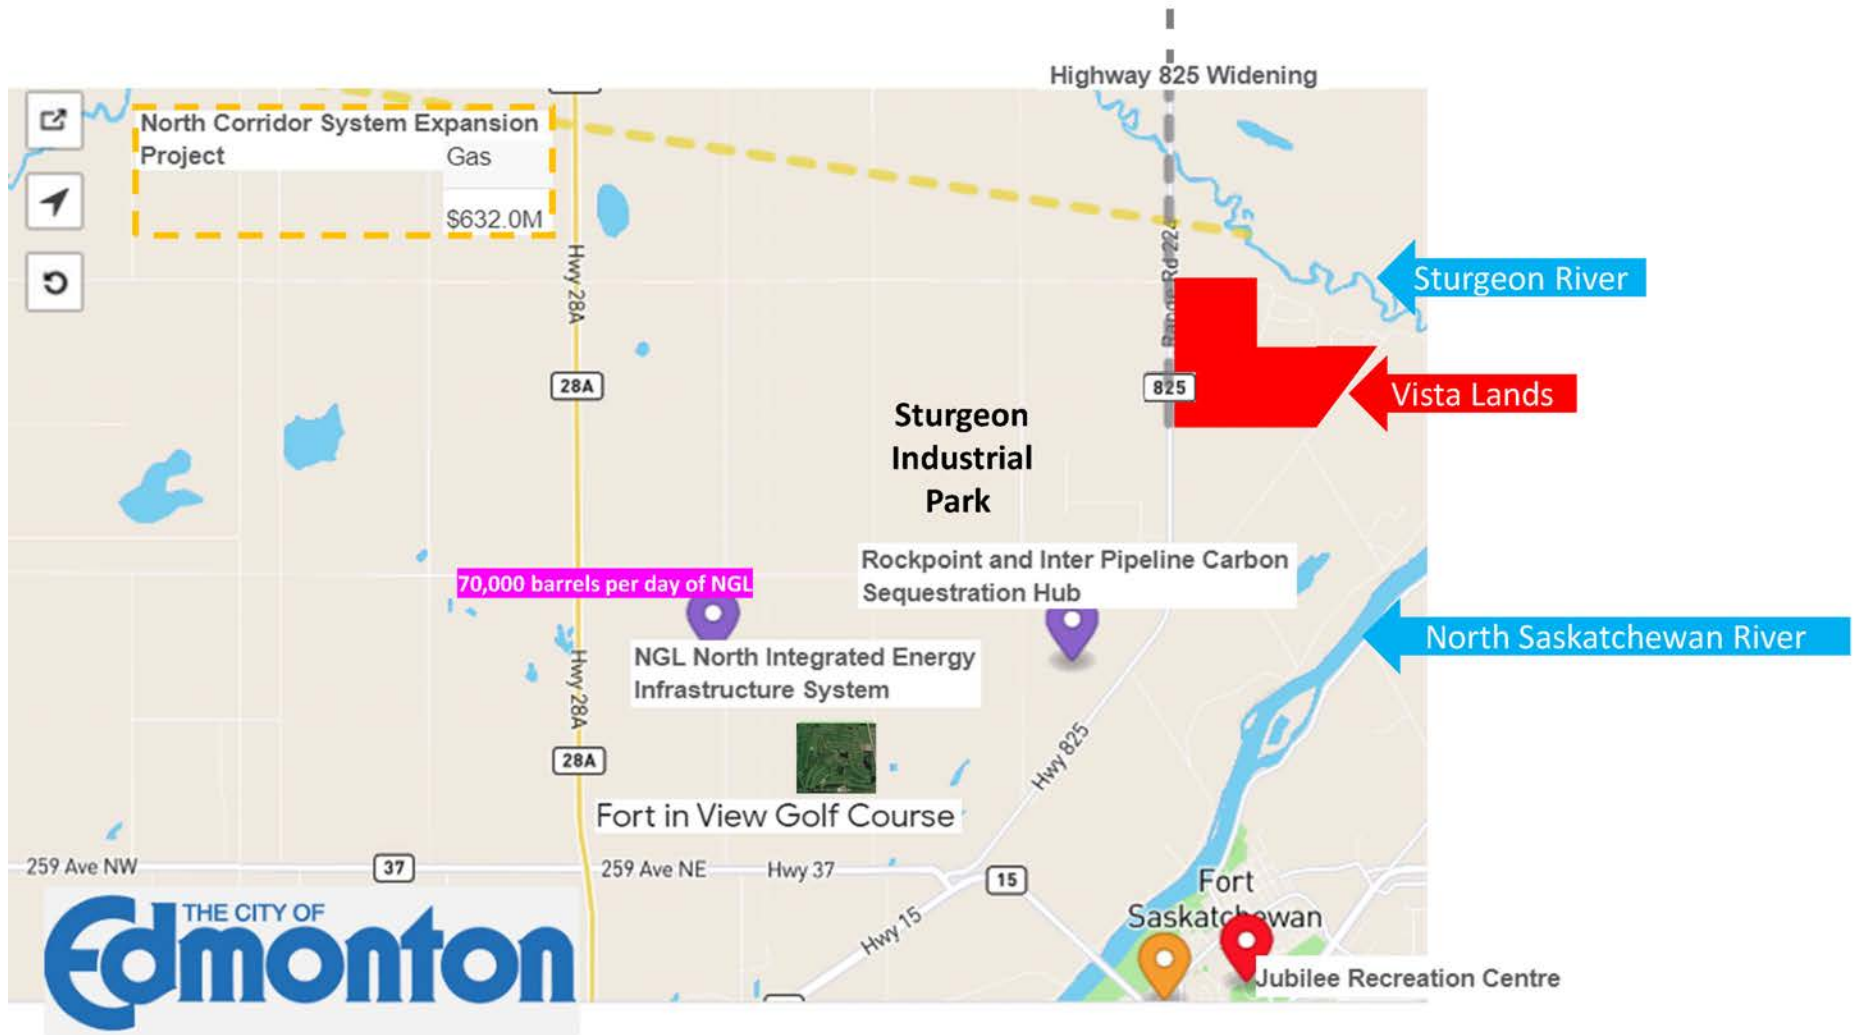 Highway 825 Widening
North Corridor System Expansion
Project
Gas
$632.0M
Hwy 28A
Range Rd 224
Sturgeon River
28A
825
Vista Lands
Sturgeon
Industrial
Park
Rockpoint and Inter Pipeline Carbon
Sequestration Hub
70,000 barrels per day of NGL
North Saskatchewan River
NGL North Integrated Energy
Infrastructure System
Hwy 28A
28A
Hwy 825
Fort in View Golf Course
259 Ave NW
37
259 Ave NE
Hwy 37
15
Fort
Saskatchewan
Hwy 15
THE CITY OF
Edmonton
Jubilee Recreation Centre